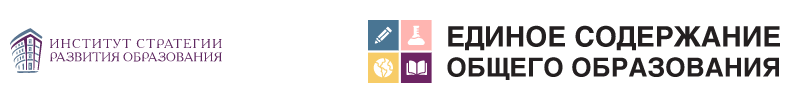 ИНСТИТУТ СТРАТЕГИИ
РАЗВИТИЯ ОБРАЗОВАНИЯ
ЕДИНОЕ СОДЕРЖАНИЕ
ОБЩЕГО ОБРАЗОВАНИЯ